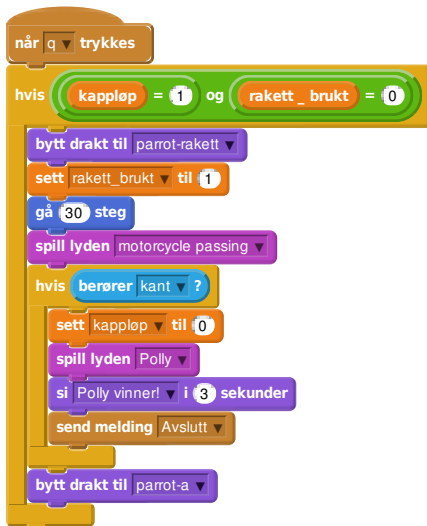 når q ▼ trykkes
hvis kappløp = 1 og rakett _ brukt = 0
bytt drakt til parrot-rakett ▼
sett rakett_brukt ▼ til 1
gå 30 steg
spill lyden motorcycle passing ▼
hvis berører kant ▼ ?
sett kappløp ▼ til 0
spill lyden Polly ▼
si Polly vinner! ▼ i 3 sekunder
send melding Avslutt ▼
bytt drakt til parrot-a ▼